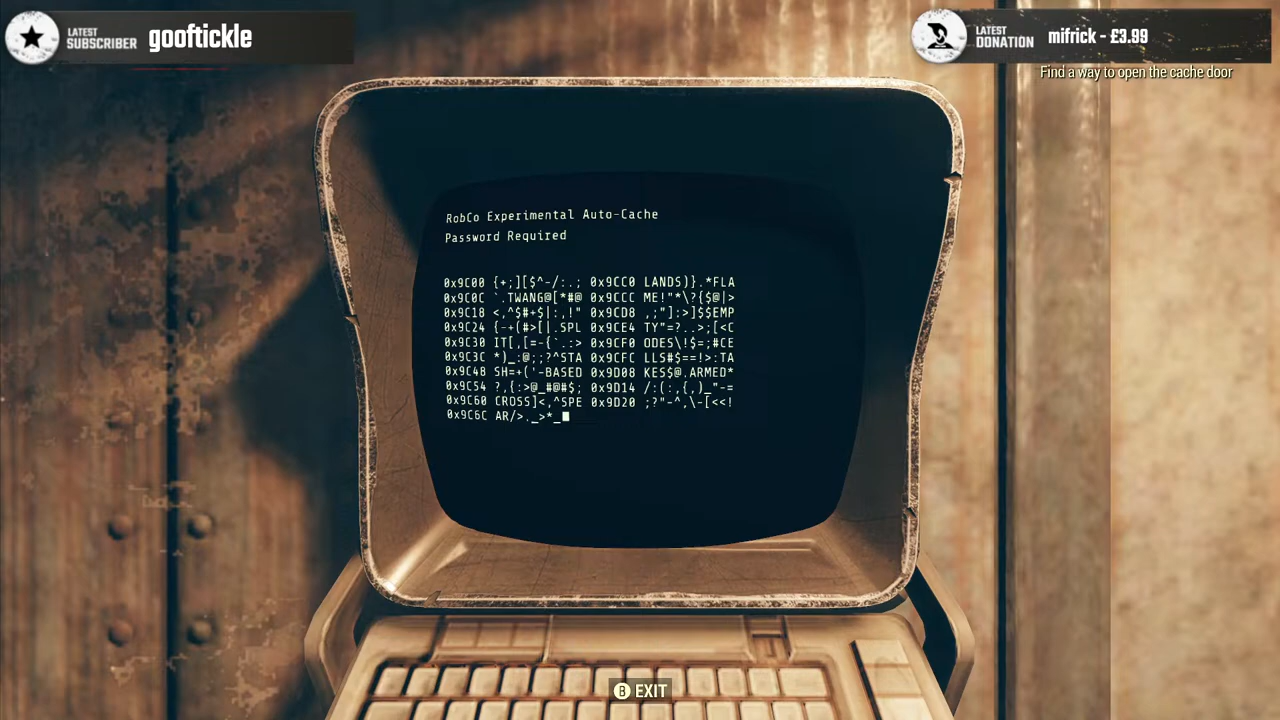 LATEST
SUBSCRIBER
gooftickle
LATEST
DONATION
mifrick - £3.99
Find a way to open the cache door
RobCo Experimental Auto-Cache
Password Required
0x9C00 {+;][$^-/:.; 0x9CC0 LANDS)}.*FLA
0x9C0C `.TWANG@[*#@ 0x9CCC ME!"*\?{$@|>
0x9C18 <,^$#+$|:,!" 0x9CD8 ,;"]:>]$$EMP
0x9C24 {-+(#>[|.SPL 0x9CE4 TY"=?..>;[<C
0x9C30 IT[,[=-{`.:> 0x9CF0 ODES\!$=;#CE
0x9C3C *)_:@;;?^STA 0x9CFC LLS#$==!>:TA
0x9C48 SH=+('-BASED 0x9D08 KES$@.ARMED*
0x9C54 ?,{:>@_#@#$; 0x9D14 /:(:,{,)_"-=
0x9C60 CROSS]<,^SPE 0x9D20 ;?"-^,\-[<<!
0x9C6C AR/>._>*_
B EXIT